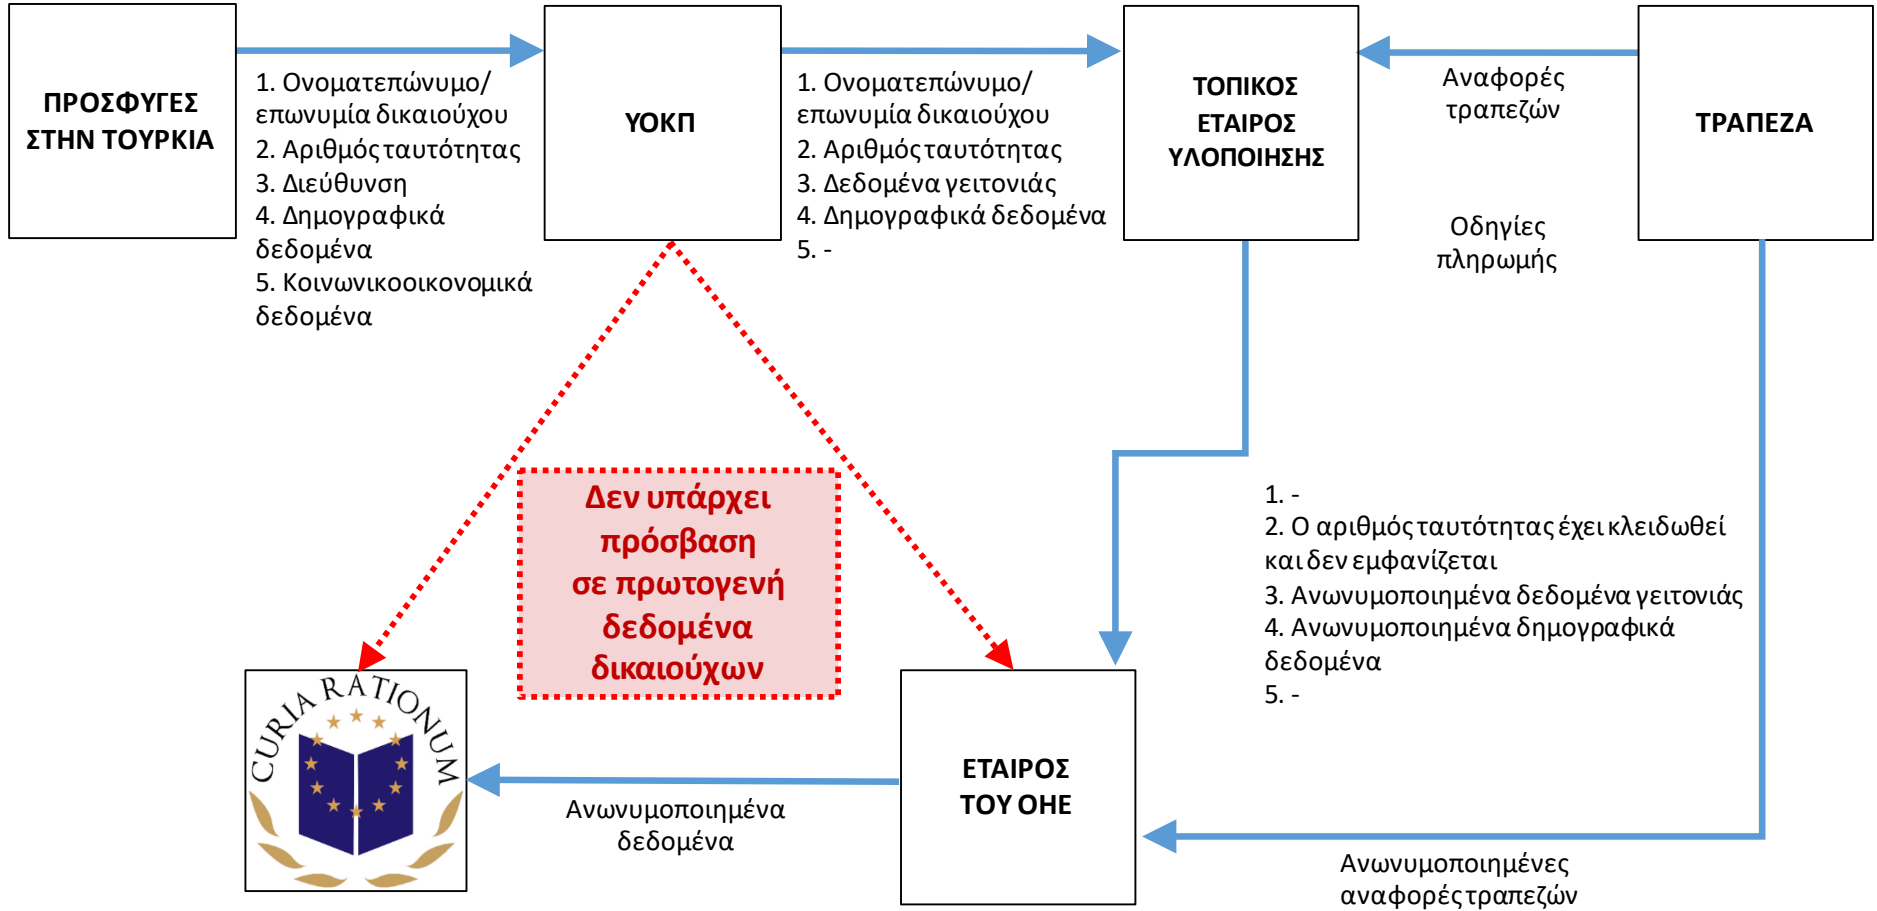 ΠΡΟΣΦΥΓΕΣ
ΣΤΗΝ ΤΟΥΡΚΙΑ
1. Ονοματεπώνυμο/
επωνυμία δικαιούχου
2. Αριθμός ταυτότητας
3. Διεύθυνση
4. Δημογραφικά
δεδομένα
5. Κοινωνικοοικονομικά
δεδομένα
ΥΟΚΠ
1. Ονοματεπώνυμο/
επωνυμία δικαιούχου
2. Αριθμός ταυτότητας
3. Δεδομένα γειτονιάς
4. Δημογραφικά δεδομένα
5. -
ΤΟΠΙΚΟΣ
ΕΤΑΙΡΟΣ
ΥΛΟΠΟΙΗΣΗΣ
Αναφορές
τραπεζών
Οδηγίες
πληρωμής
ΤΡΑΠΕΖΑ
Δεν υπάρχει
πρόσβαση
σε πρωτογενή
δεδομένα
δικαιούχων
1. -
2. Ο αριθμός ταυτότητας έχει κλειδωθεί
και δεν εμφανίζεται
3. Ανωνυμοποιημένα δεδομένα γειτονιάς
4. Ανωνυμοποιημένα δημογραφικά
δεδομένα
5. -
CURIA RATIONUM
Ανωνυμοποιημένα
δεδομένα
ΕΤΑΙΡΟΣ
ΤΟΥ ΟΗΕ
Ανωνυμοποιημένες
αναφορές τραπεζών